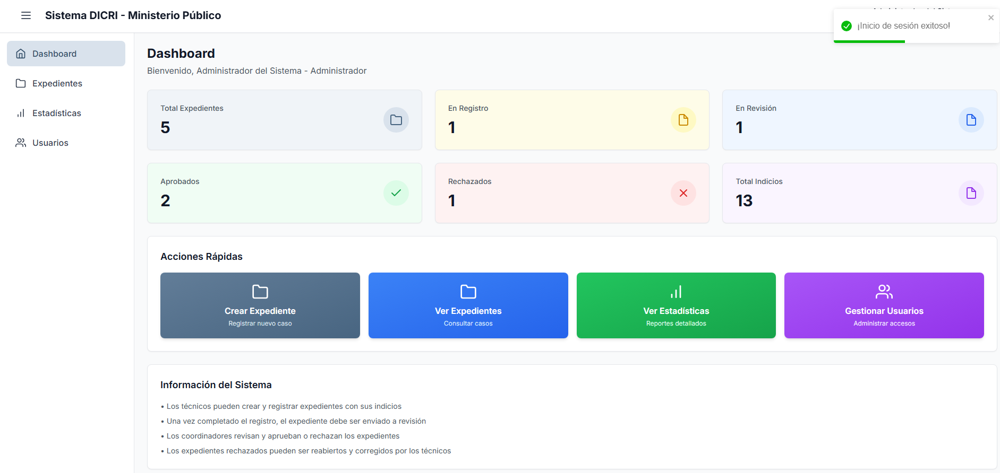 Sistema DICRI - Ministerio Público
¡Inicio de sesión exitoso!
Dashboard
Expedientes
Estadísticas
Usuarios
Dashboard
Bienvenido, Administrador del Sistema - Administrador
Total Expedientes
5
En Registro
1
En Revisión
1
Aprobados
2
Rechazados
1
Total Indicios
13
Acciones Rápidas
Crear Expediente
Registrar nuevo caso
Ver Expedientes
Consultar casos
Ver Estadísticas
Reportes detallados
Gestionar Usuarios
Administrar accesos
Información del Sistema
• Los técnicos pueden crear y registrar expedientes con sus indicios
• Una vez completado el registro, el expediente debe ser enviado a revisión
• Los coordinadores revisan y aprueban o rechazan los expedientes
• Los expedientes rechazados pueden ser reabiertos y corregidos por los técnicos